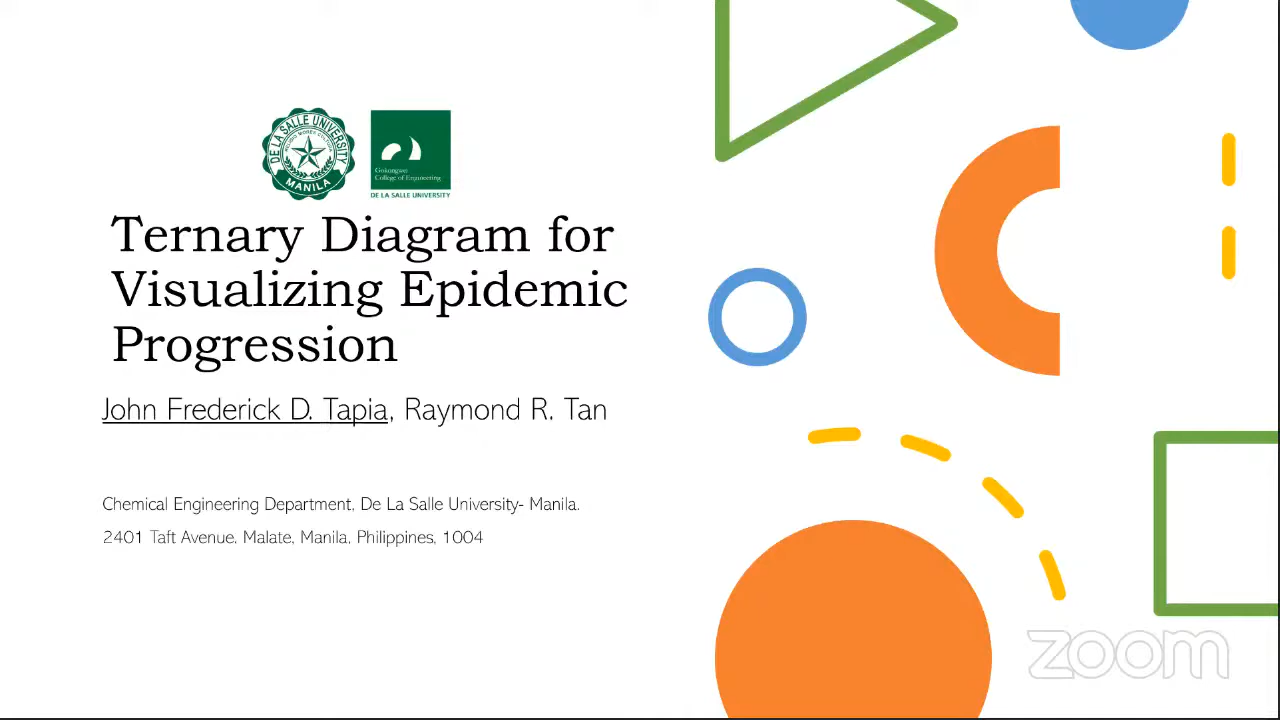 DE LA SALLE UNIVERSITY
MANILA
Gokongwei
College of Engineering
DE LA SALLE UNIVERSITY
Ternary Diagram for
Visualizing Epidemic
Progression
John Frederick D. Tapia, Raymond R. Tan
Chemical Engineering Department, De La Salle University- Manila.
2401 Taft Avenue, Malate, Manila, Philippines, 1004
zoom